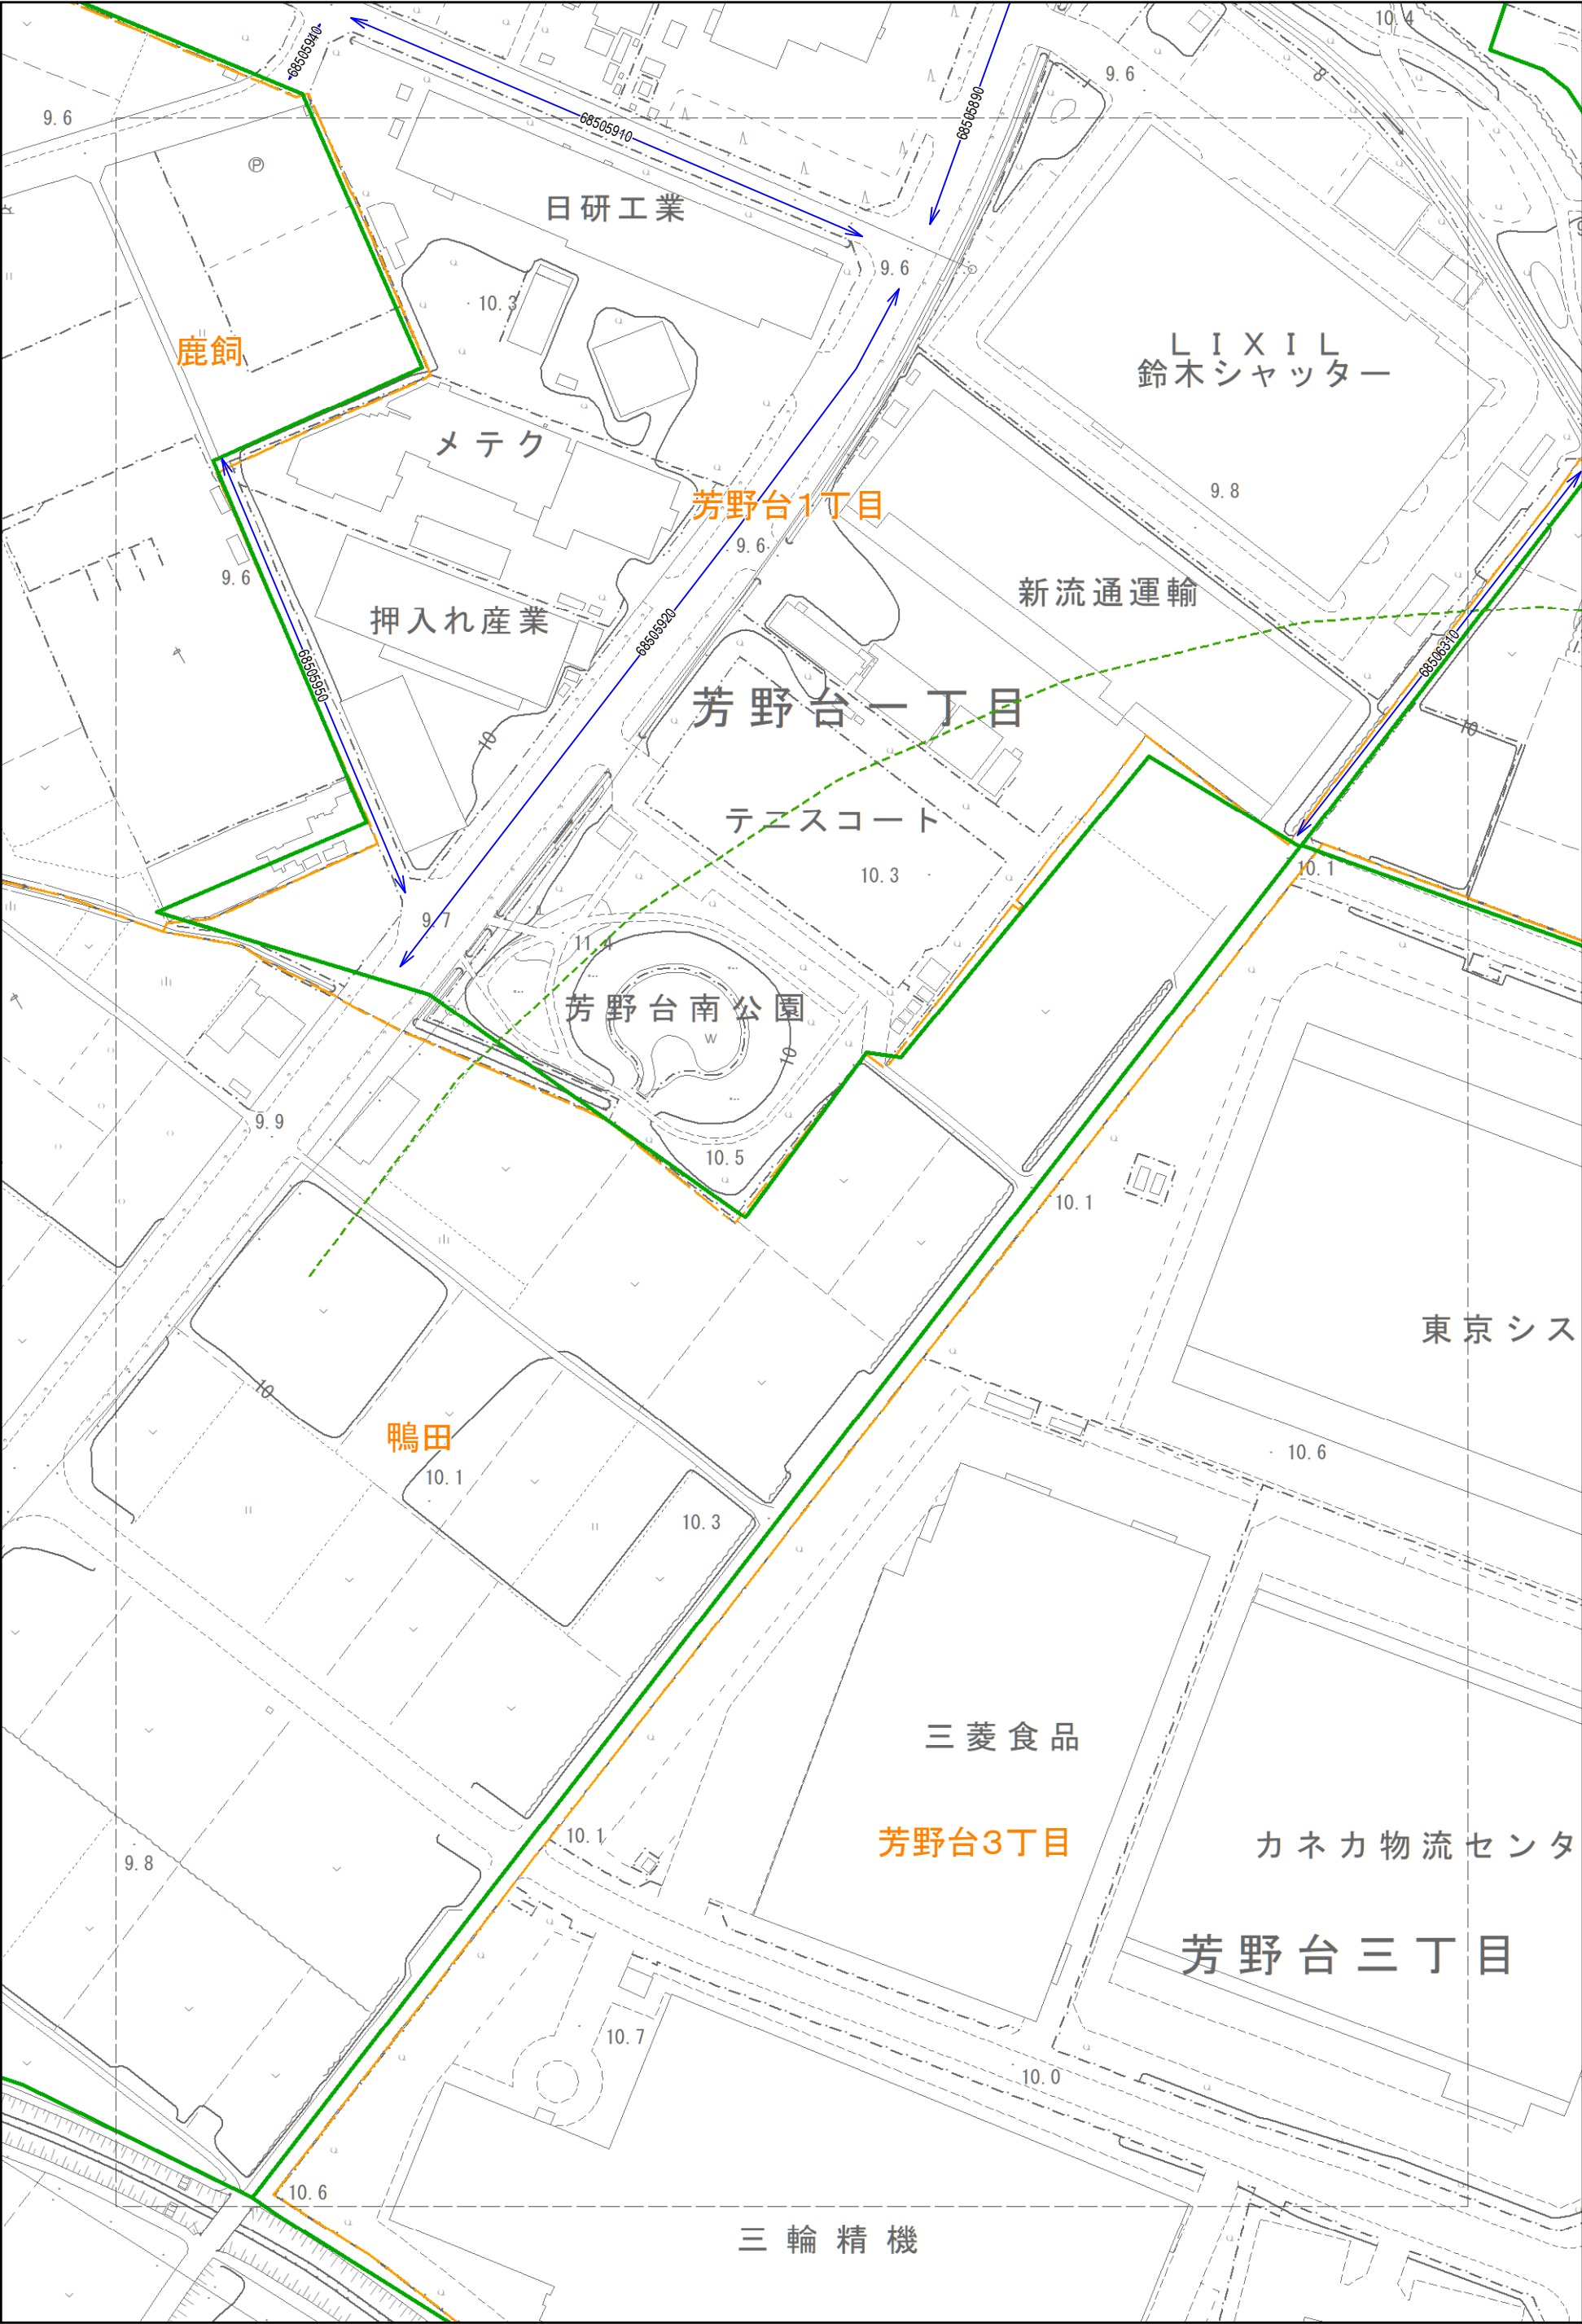 10.4
68505940
9.6
8
68505890
68505910
9.6
Ⓟ
日研工業
9.6
10.3
鹿飼
LIXIL
鈴木シャッター
メテク
9.8
芳野台1丁目
9.6
9.6
新流通運輸
押入れ産業
68505920
68505950
68506310
芳野台一丁目
10
10
テニスコート
10.3
10.1
9.7
11.4
芳野台南公園
W
10
9.9
10.5
10.1
東京シス
10
鴨田
10.1
10.6
10.3
三菱食品
10.1
芳野台3丁目
カネカ物流センタ
9.8
芳野台三丁目
10.7
10.0
10.6
三輪精機